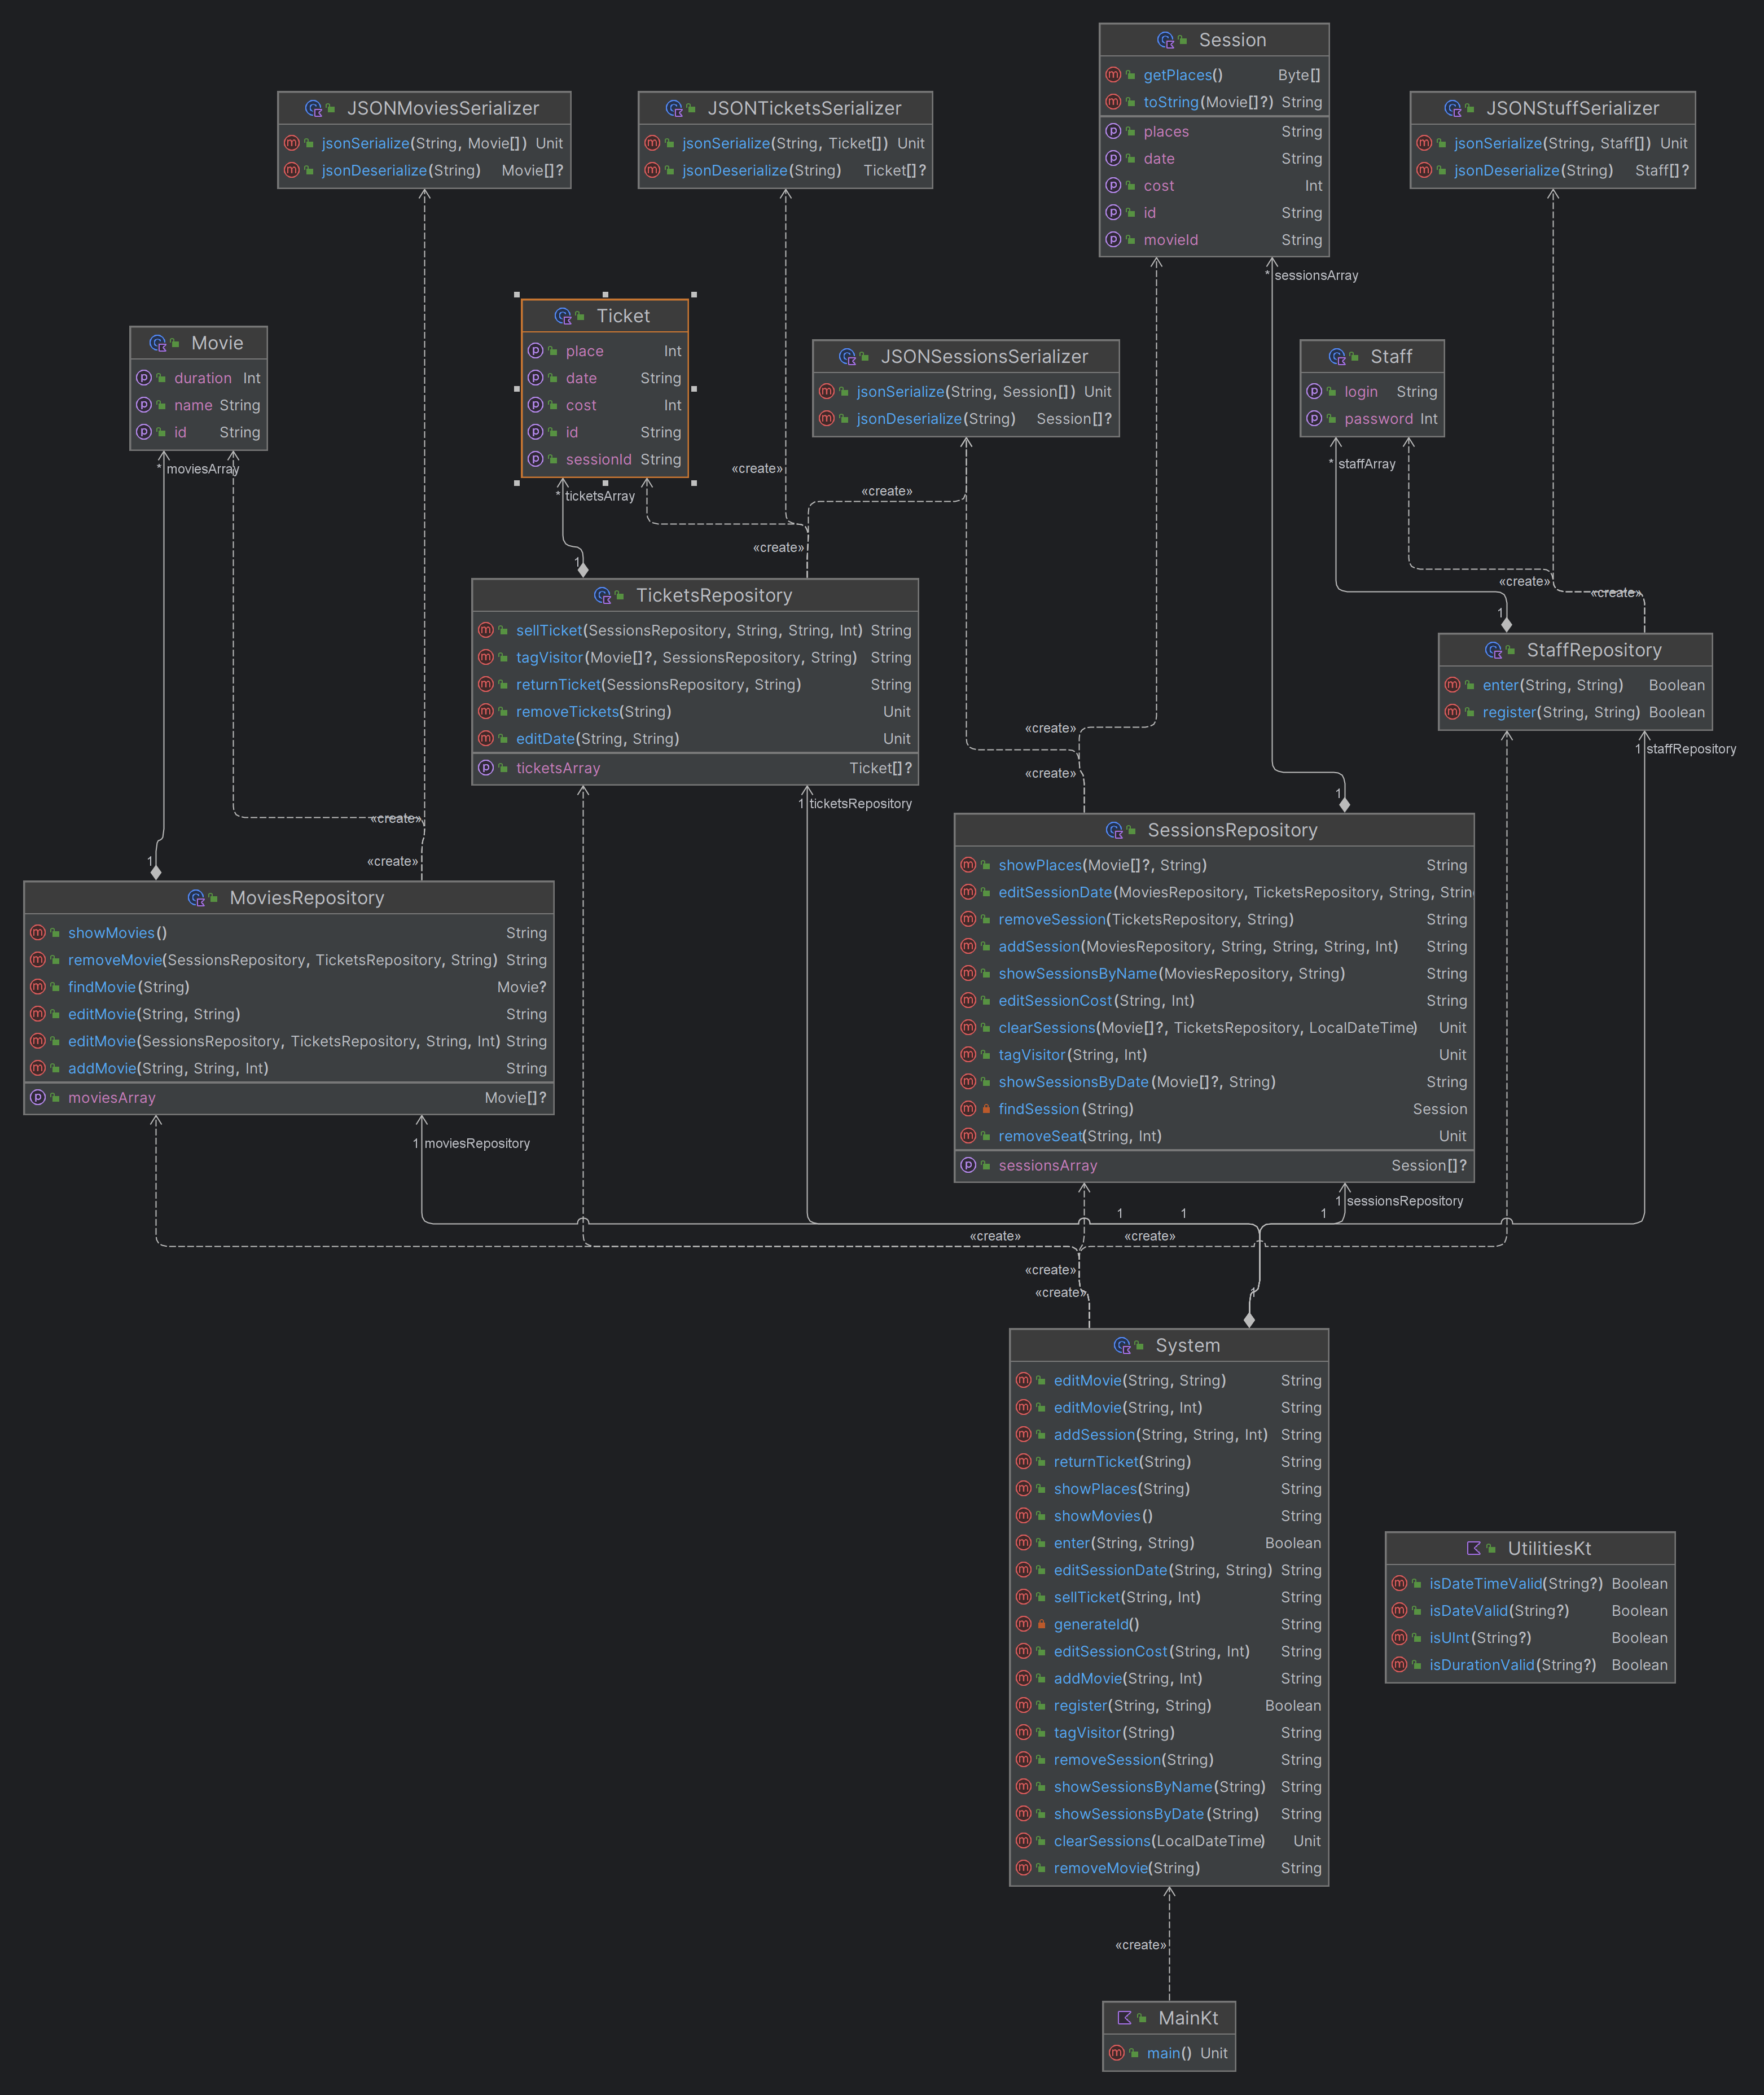 Session
getPlaces() Byte[]
toString(Movie[]?) String
places String
date String
cost Int
id String
movieId String
* sessionsArray
JSONMoviesSerializer
jsonSerialize(String, Movie[]) Unit
jsonDeserialize(String) Movie[]?
JSONTicketsSerializer
jsonSerialize(String, Ticket[]) Unit
jsonDeserialize(String) Ticket[]?
JSONStuffSerializer
jsonSerialize(String, Staff[]) Unit
jsonDeserialize(String) Staff[]?
Movie
duration Int
name String
id String
* moviesArray
Ticket
place Int
date String
cost Int
id String
sessionId String
* ticketsArray
JSONSessionsSerializer
jsonSerialize(String, Session[]) Unit
jsonDeserialize(String) Session[]?
Staff
login String
password Int
* staffArray
«create»
«create»
«create»
1
TicketsRepository
sellTicket(SessionsRepository, String, String, Int) String
tagVisitor(Movie[]?, SessionsRepository, String) String
returnTicket(SessionsRepository, String) String
removeTickets(String) Unit
editDate(String, String) Unit
ticketsArray Ticket[]?
1 ticketsRepository
«create»
«create»
1
StaffRepository
enter(String, String) Boolean
register(String, String) Boolean
1 staffRepository
«create»
«create»
1
SessionsRepository
showPlaces(Movie[]?, String) String
editSessionDate(MoviesRepository, TicketsRepository, String, Strin
removeSession(TicketsRepository, String) String
addSession(MoviesRepository, String, String, String, Int) String
showSessionsByName(MoviesRepository, String) String
editSessionCost(String, Int) String
clearSessions(Movie[]?, TicketsRepository, LocalDateTime) Unit
tagVisitor(String, Int) Unit
showSessionsByDate(Movie[]?, String) String
findSession(String) Session
removeSeat(String, Int) Unit
sessionsArray Session[]?
1 sessionsRepository
«create»
«create»
1
MoviesRepository
showMovies() String
removeMovie(SessionsRepository, TicketsRepository, String) String
findMovie(String) Movie?
editMovie(String, String) String
editMovie(SessionsRepository, TicketsRepository, String, Int) String
addMovie(String, String, Int) String
moviesArray Movie[]?
1 moviesRepository
1 1 1
«create» «create»
«create»
«create» 1
System
editMovie(String, String) String
editMovie(String, Int) String
addSession(String, String, Int) String
returnTicket(String) String
showPlaces(String) String
showMovies() String
enter(String, String) Boolean
editSessionDate(String, String) String
sellTicket(String, Int) String
generateId() String
editSessionCost(String, Int) String
addMovie(String, Int) String
register(String, String) Boolean
tagVisitor(String) String
removeSession(String) String
showSessionsByName(String) String
showSessionsByDate(String) String
clearSessions(LocalDateTime) Unit
removeMovie(String) String
UtilitiesKt
isDateTimeValid(String?) Boolean
isDateValid(String?) Boolean
isUInt(String?) Boolean
isDurationValid(String?) Boolean
«create»
MainKt
main() Unit